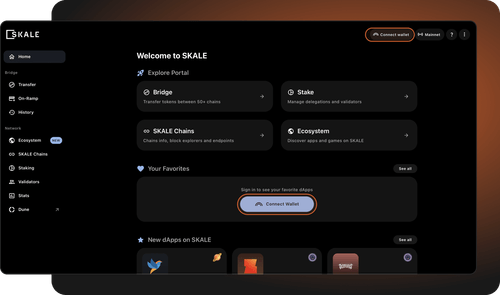 SKALE
Connect wallet
Mainnet
?
Home
Bridge
Transfer
On-Ramp
History
Network
Ecosystem
NEW
SKALE Chains
Staking
Validators
Stats
Dune
Welcome to SKALE
Explore Portal
Bridge
Transfer tokens between 50+ chains
Stake
Manage delegations and validators
SKALE Chains
Chains info, block explorers and endpoints
Ecosystem
Discover apps and games on SKALE
Your Favorites
See all
Sign in to see your favorite dApps
Connect Wallet
New dApps on SKALE
See all